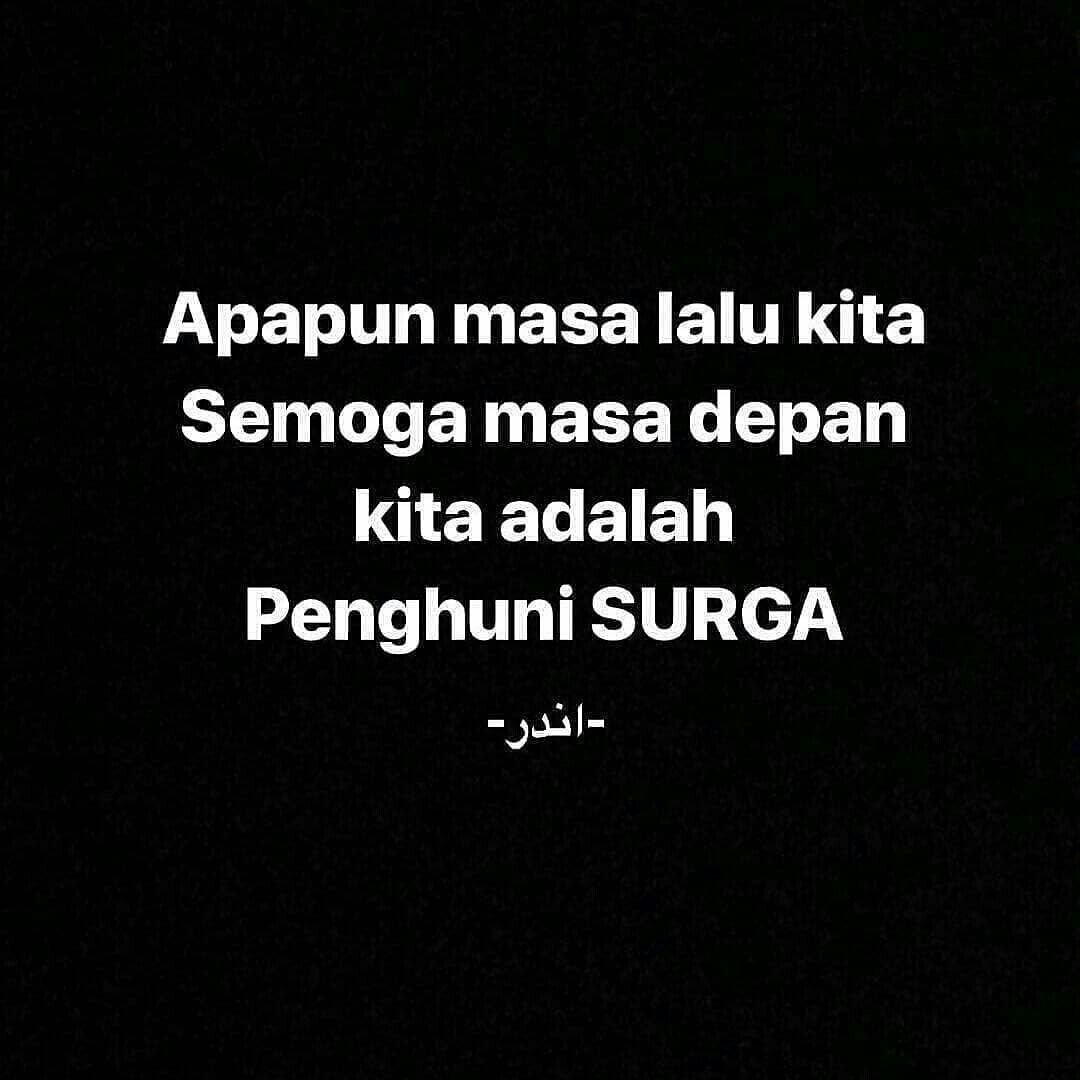 Apapun masa lalu kita
Semoga masa depan
kita adalah
Penghuni SURGA
-اندر-